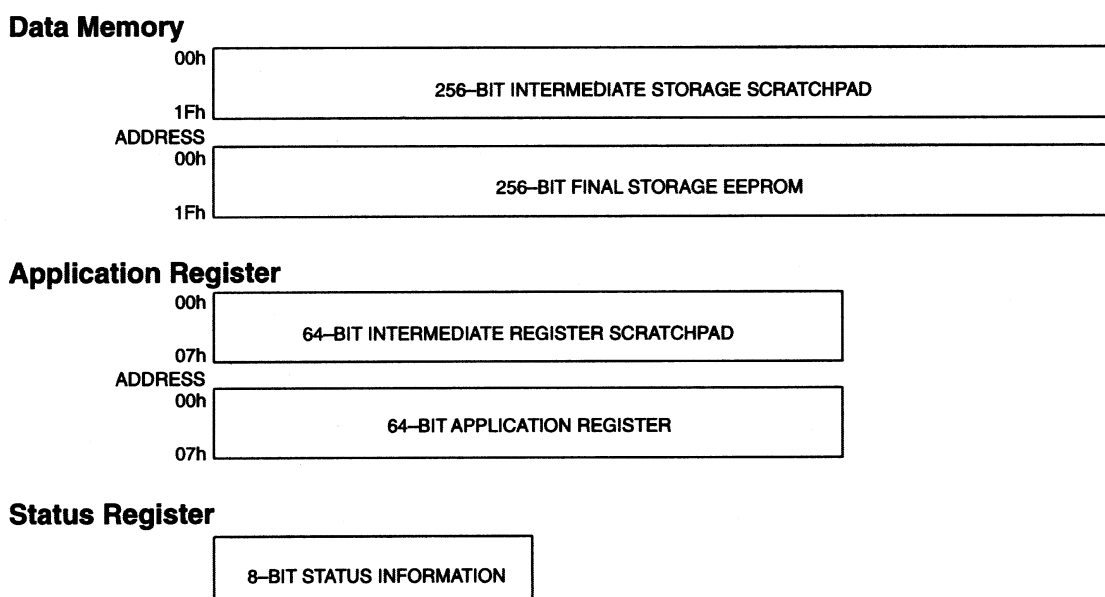 Data Memory
00h
256–BIT INTERMEDIATE STORAGE SCRATCHPAD
1Fh
ADDRESS
00h
256–BIT FINAL STORAGE EEPROM
1Fh
Application Register
00h
64–BIT INTERMEDIATE REGISTER SCRATCHPAD
07h
ADDRESS
00h
64–BIT APPLICATION REGISTER
07h
Status Register
8–BIT STATUS INFORMATION